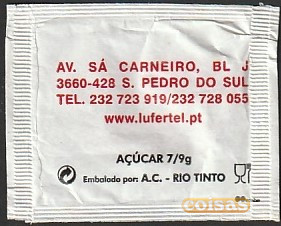 AV. SÁ CARNEIRO, BL J
3660-428 S. PEDRO DO SUL
TEL. 232 723 919/232 728 055
www.lufertel.pt
AÇÚCAR 7/9g
Embalado por: A.C. - RIO TINTO
coisas